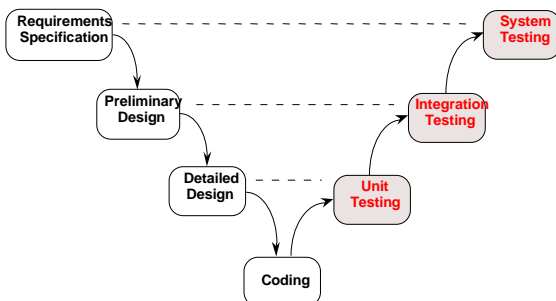 Requirements
Specification
System
Testing
Preliminary
Design
Integration
Testing
Detailed
Design
Unit
Testing
Coding